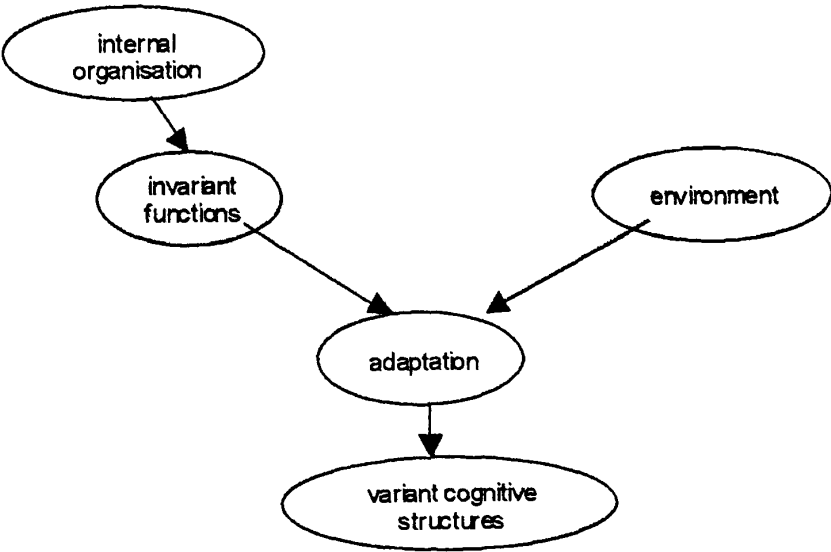 internal
organisation
invariant
functions
environment
adaptation
variant cognitive
structures